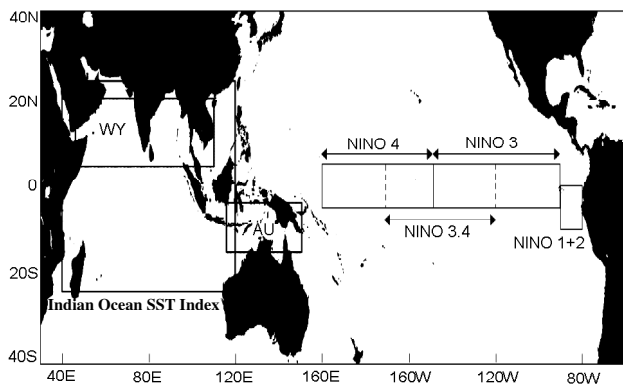 40N
20N
0
20S
40S
WY
AU
NINO 4
NINO 3
NINO 3.4
NINO 1+2
Indian Ocean SST Index
40E
80E
120E
160E
160W
120W
80W